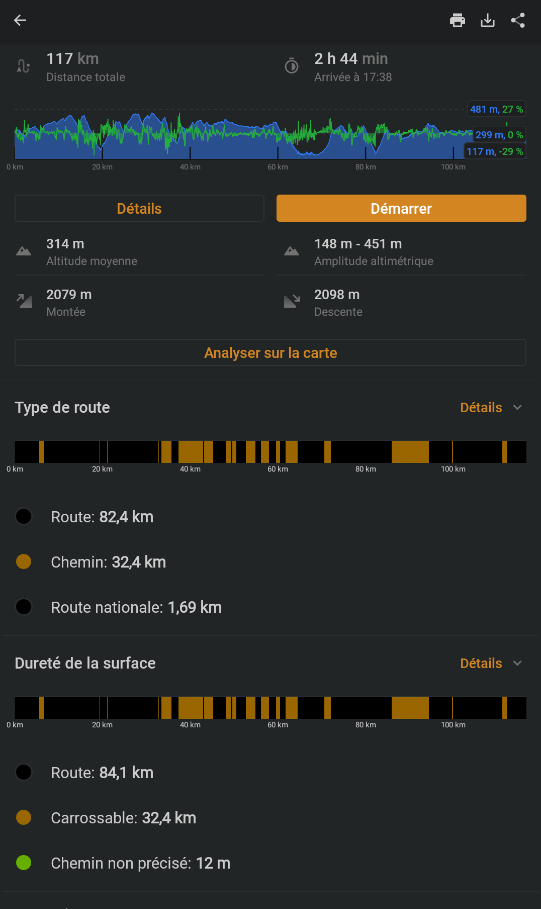 117 km
Distance totale
2 h 44 min
Arrivée à 17:38
481 m, 27 %
299 m, 0 %
117 m, -29 %
0 km 20 km 40 km 60 km 80 km 100 km
Détails
Démarrer
314 m
Altitude moyenne
148 m - 451 m
Amplitude altimétrique
2079 m
Montée
2098 m
Descente
Analyser sur la carte
Type de route
Détails
0 km 20 km 40 km 60 km 80 km 100 km
Route: 82,4 km
Chemin: 32,4 km
Route nationale: 1,69 km
Dureté de la surface
Détails
0 km 20 km 40 km 60 km 80 km 100 km
Route: 84,1 km
Carrossable: 32,4 km
Chemin non précisé: 12 m